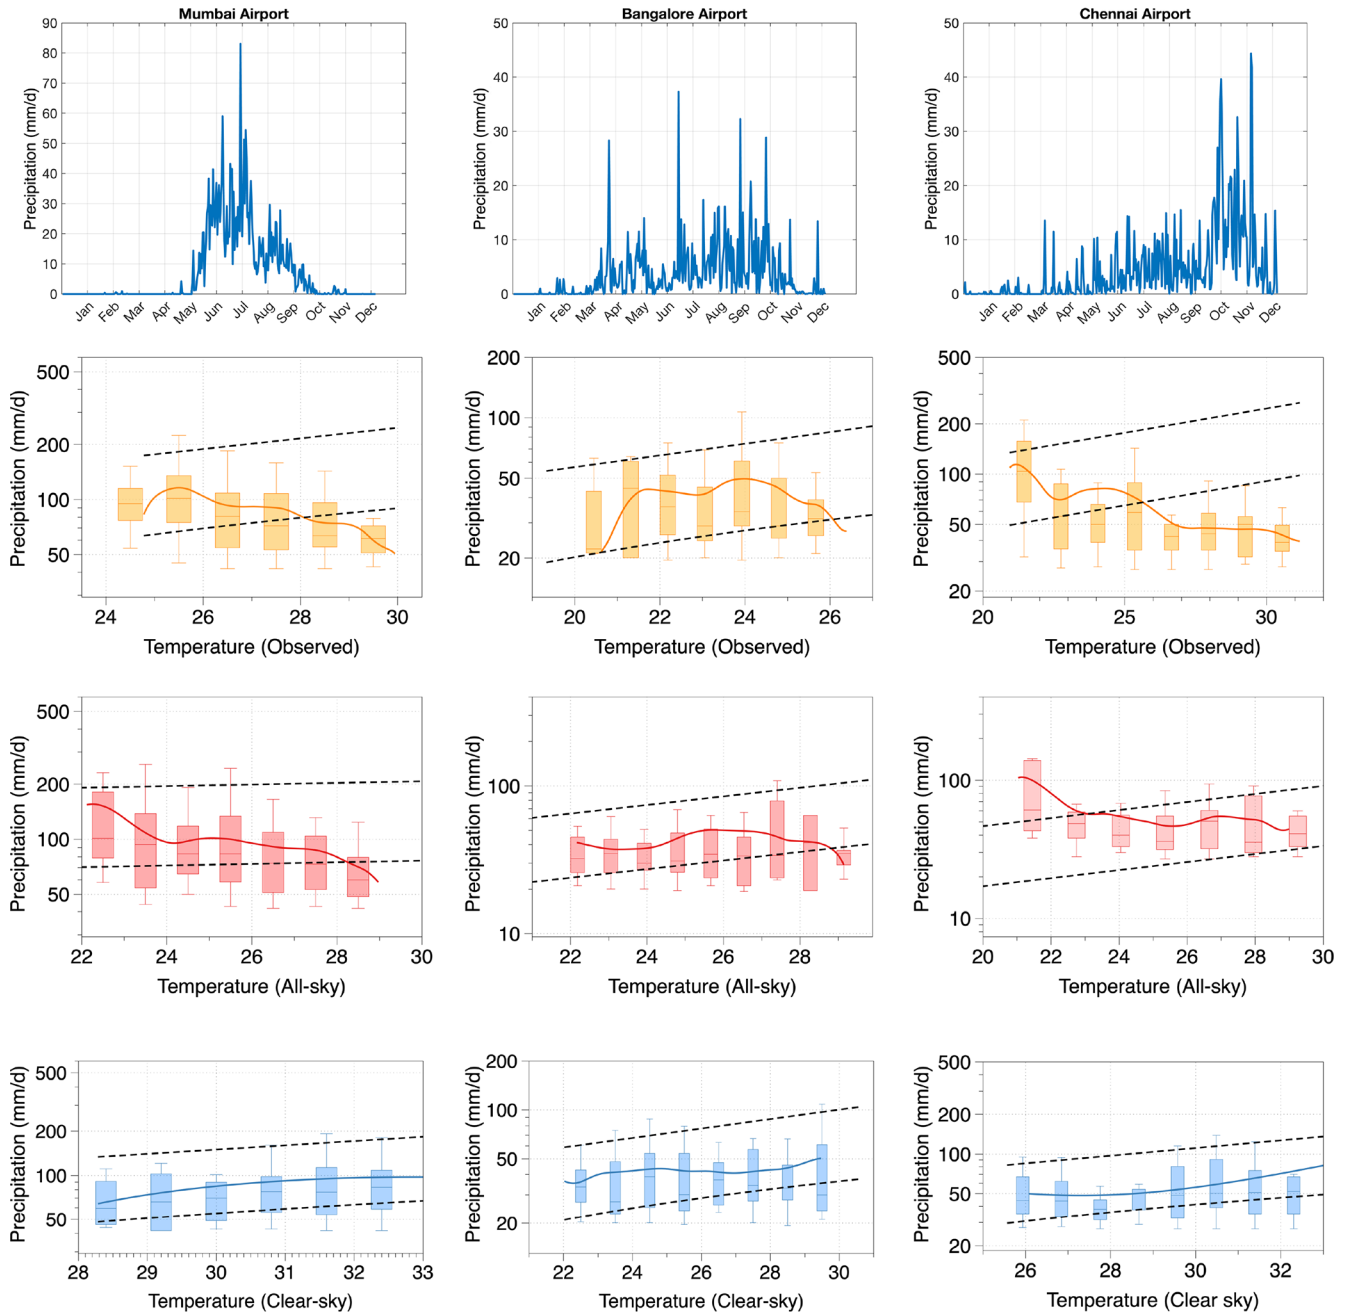 Mumbai Airport
Precipitation (mm/d)
90
80
70
60
50
40
30
20
10
0
Jan Feb Mar Apr May Jun Jul Aug Sep Oct Nov Dec
Bangalore Airport
Precipitation (mm/d)
50
40
30
20
10
0
Jan Feb Mar Apr May Jun Jul Aug Sep Oct Nov Dec
Chennai Airport
Precipitation (mm/d)
50
40
30
20
10
0
Jan Feb Mar Apr May Jun Jul Aug Sep Oct Nov Dec
Precipitation (mm/d)
500
200
100
50
24 26 28 30
Temperature (Observed)
Precipitation (mm/d)
200
100
50
20
20 22 24 26
Temperature (Observed)
Precipitation (mm/d)
500
200
100
50
20
20 25 30
Temperature (Observed)
Precipitation (mm/d)
500
200
100
50
22 24 26 28 30
Temperature (All-sky)
Precipitation (mm/d)
100
10
22 24 26 28
Temperature (All-sky)
Precipitation (mm/d)
100
10
20 22 24 26 28 30
Temperature (All-sky)
Precipitation (mm/d)
500
200
100
50
28 29 30 31 32 33
Temperature (Clear-sky)
Precipitation (mm/d)
200
100
50
20
22 24 26 28 30
Temperature (Clear-sky)
Precipitation (mm/d)
500
200
100
50
20
26 28 30 32
Temperature (Clear sky)